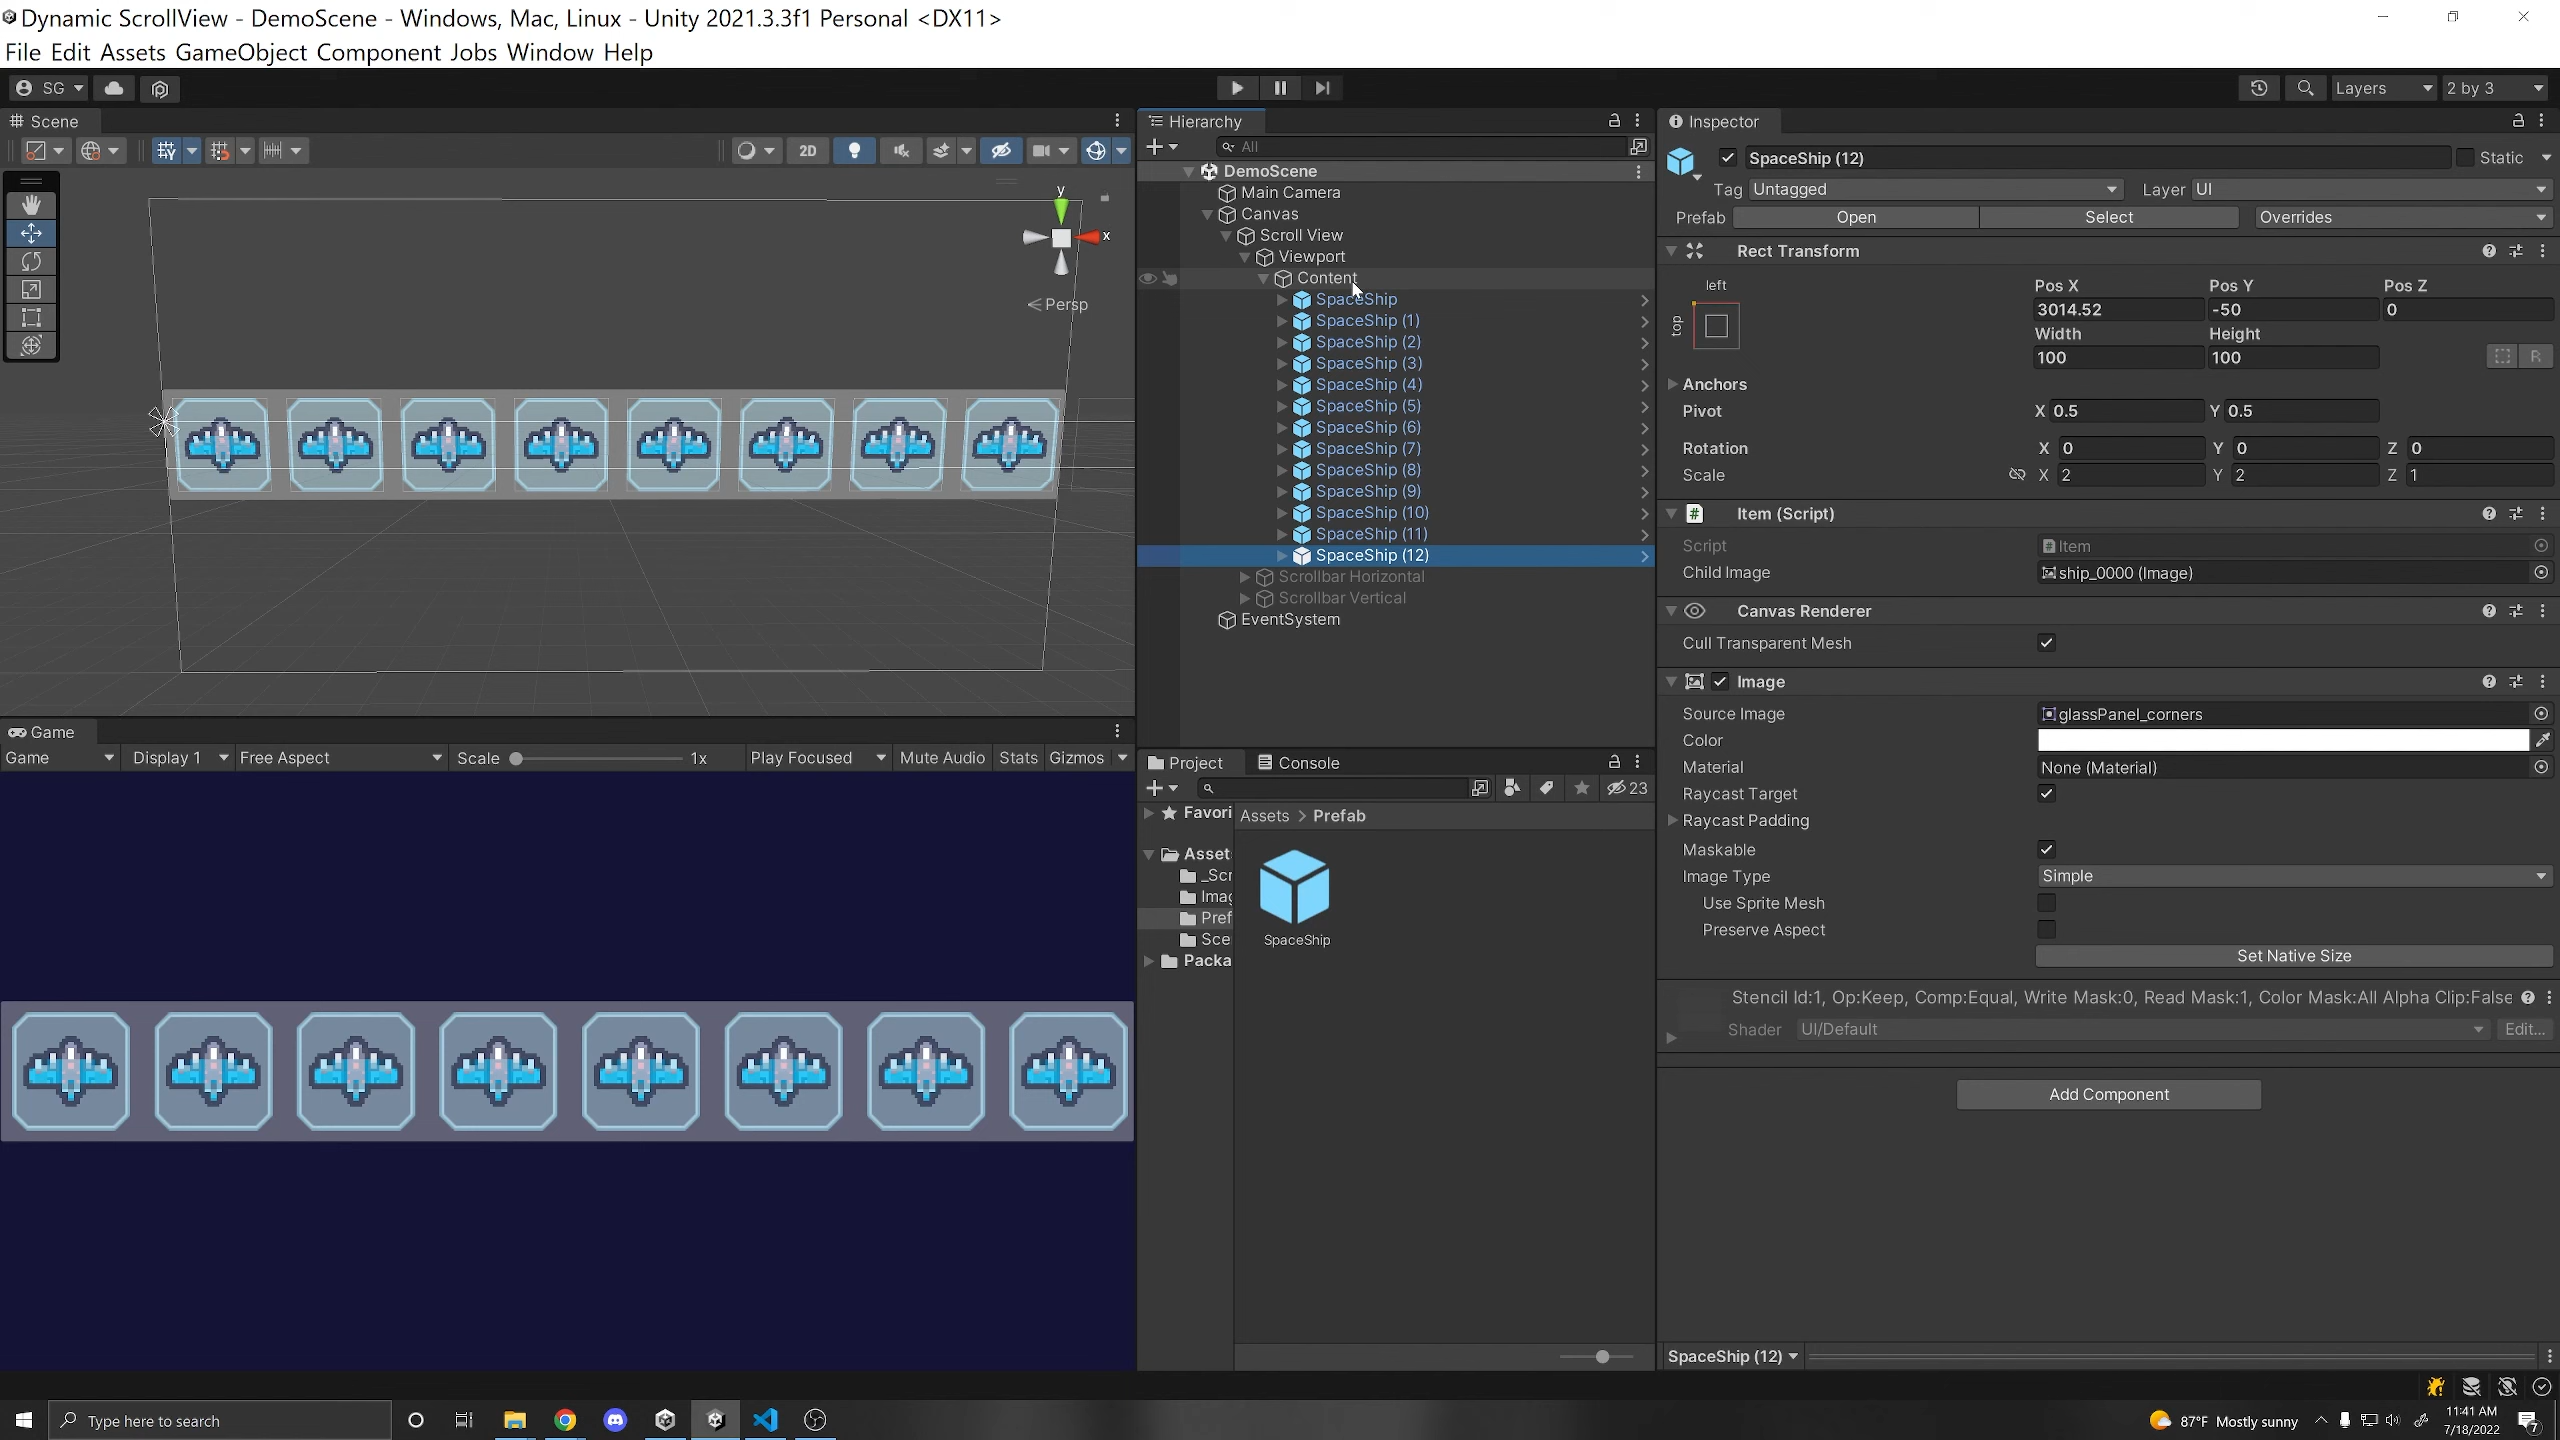 Dynamic ScrollView - DemoScene - Windows, Mac, Linux - Unity 2021.3.3f1 Personal <DX11>
File Edit Assets GameObject Component Jobs Window Help
SG
Layers
2 by 3
Scene
2D
y
x
Persp
Game
Game
Display 1
Free Aspect
Scale
1x
Play Focused
Mute Audio
Stats
Gizmos
Hierarchy
All
DemoScene
Main Camera
Canvas
Scroll View
Viewport
Content
SpaceShip
SpaceShip (1)
SpaceShip (2)
SpaceShip (3)
SpaceShip (4)
SpaceShip (5)
SpaceShip (6)
SpaceShip (7)
SpaceShip (8)
SpaceShip (9)
SpaceShip (10)
SpaceShip (11)
SpaceShip (12)
Scrollbar Horizontal
Scrollbar Vertical
EventSystem
Project
Console
23
Favori
Assets > Prefab
Asset
_Scr
Imag
Pref
Sce
Packa
SpaceShip
Inspector
SpaceShip (12)
Static
Tag Untagged
Layer UI
Prefab Open Select Overrides
Rect Transform
left
top
Pos X Pos Y Pos Z
3014.52 -50 0
Width Height
100 100
R
Anchors
Pivot X 0.5 Y 0.5
Rotation X 0 Y 0 Z 0
Scale X 2 Y 2 Z 1
# Item (Script)
Script # Item
Child Image ship_0000 (Image)
Canvas Renderer
Cull Transparent Mesh
Image
Source Image glassPanel_corners
Color
Material None (Material)
Raycast Target
Raycast Padding
Maskable
Image Type Simple
Use Sprite Mesh
Preserve Aspect
Set Native Size
Stencil Id:1, Op:Keep, Comp:Equal, Write Mask:0, Read Mask:1, Color Mask:All Alpha Clip:False
Shader UI/Default Edit...
Add Component
SpaceShip (12)
Type here to search
87°F Mostly sunny
11:41 AM
7/18/2022
7